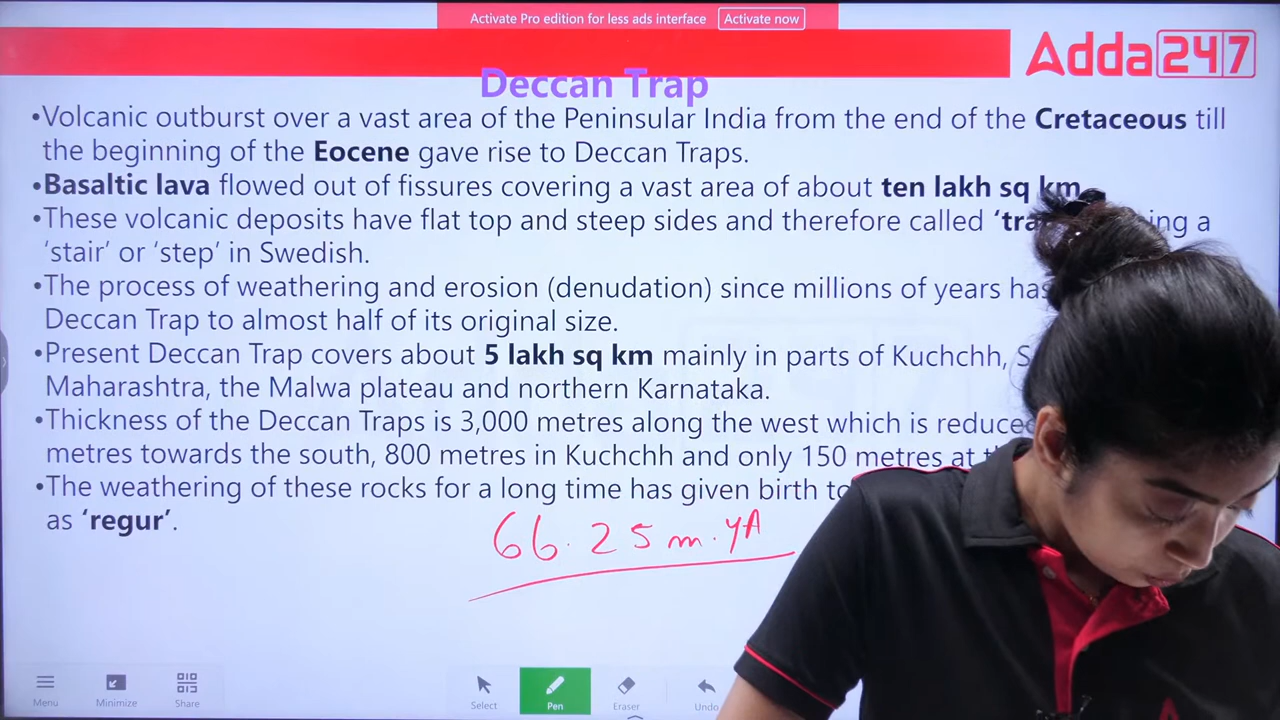 Activate Pro edition for less ads interface Activate now
Adda247
Deccan Trap
•Volcanic outburst over a vast area of the Peninsular India from the end of the Cretaceous till
the beginning of the Eocene gave rise to Deccan Traps.
•Basaltic lava flowed out of fissures covering a vast area of about ten lakh sq km
•These volcanic deposits have flat top and steep sides and therefore called a
‘stair’ or ‘step’ in Swedish.
•The process of weathering and erosion (denudation) since millions of years has
Deccan Trap to almost half of its original size.
•Present Deccan Trap covers about 5 lakh sq km mainly in parts of Kuchchh,
Maharashtra, the Malwa plateau and northern Karnataka.
•Thickness of the Deccan Traps is 3,000 metres along the west which is reduced
metres towards the south, 800 metres in Kuchchh and only 150 metres at
•The weathering of these rocks for a long time has given birth to
as ‘regur’.
66.25 m.yA
Menu Minimize Share Select Pen Eraser Undo